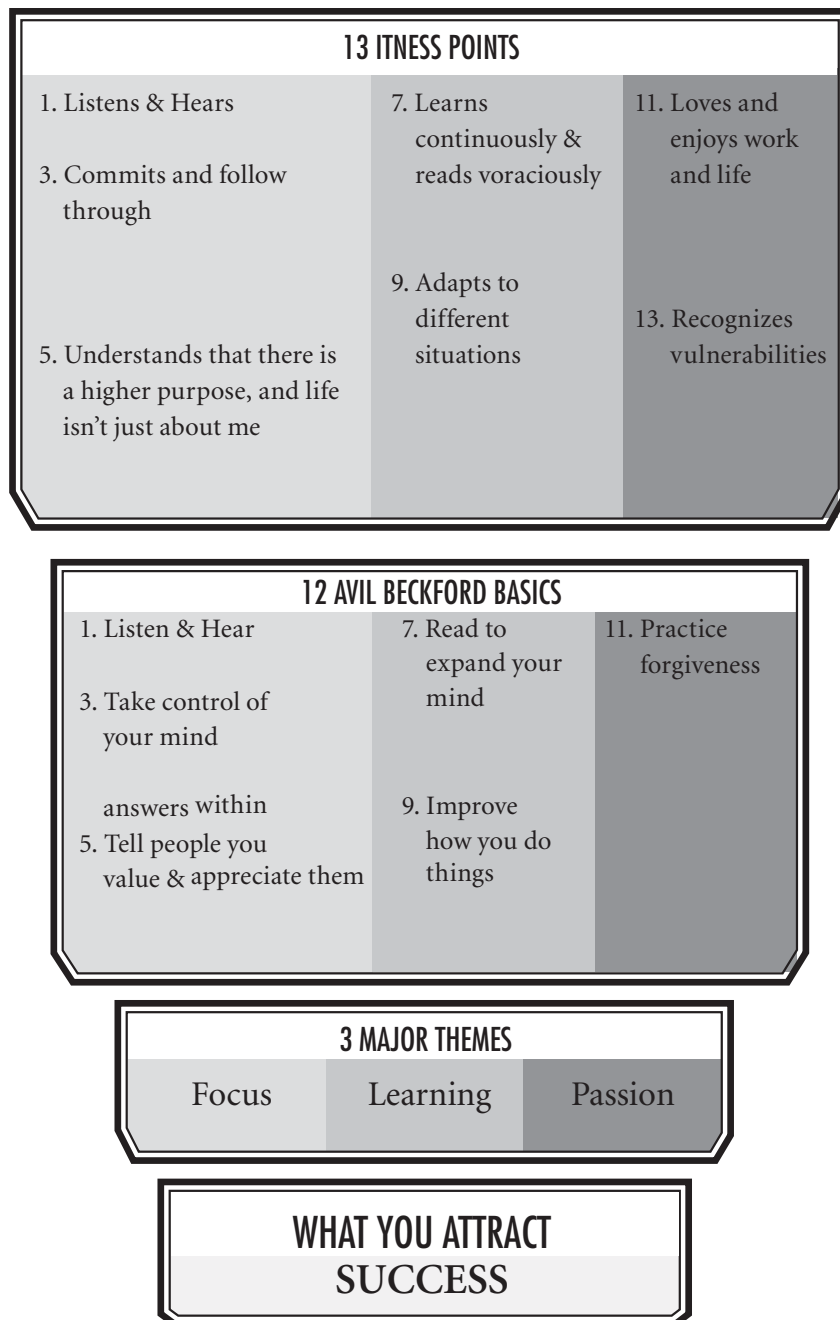 13 ITNESS POINTS
1. Listens & Hears
3. Commits and follow
through
5. Understands that there is
a higher purpose, and life
isn't just about me
7. Learns
continuously &
reads voraciously
9. Adapts to
different
situations
11. Loves and
enjoys work
and life
13. Recognizes
vulnerabilities
12 AVIL BECKFORD BASICS
1. Listen & Hear
3. Take control of
your mind
answers within
5. Tell people you
value & appreciate them
7. Read to
expand your
mind
9. Improve
how you do
things
11. Practice
forgiveness
3 MAJOR THEMES
Focus
Learning
Passion
WHAT YOU ATTRACT
SUCCESS